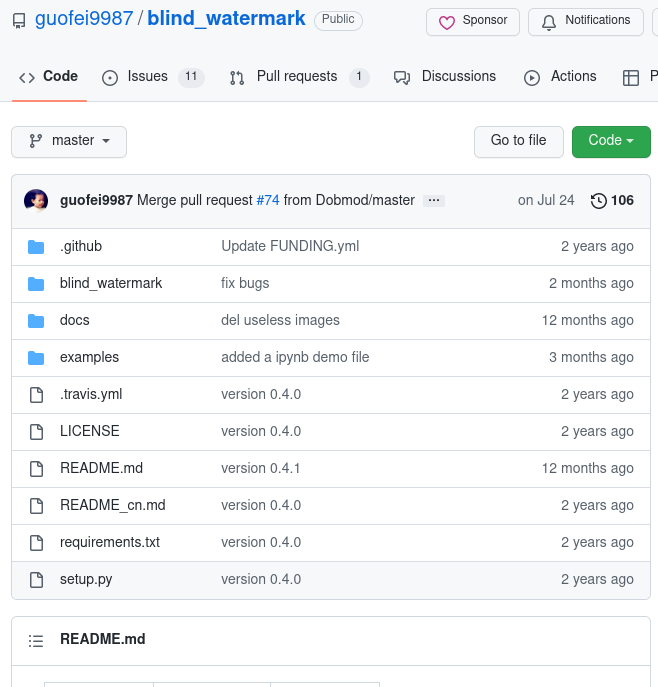 guofei9987 / blind_watermark Public Sponsor Notifications
Code Issues 11 Pull requests 1 Discussions Actions P
master Go to file Code
guofei9987 Merge pull request #74 from Dobmod/master ... on Jul 24 106
.github Update FUNDING.yml 2 years ago
blind_watermark fix bugs 2 months ago
docs del useless images 12 months ago
examples added a ipynb demo file 3 months ago
.travis.yml version 0.4.0 2 years ago
LICENSE version 0.4.0 2 years ago
README.md version 0.4.1 12 months ago
README_cn.md version 0.4.0 2 years ago
requirements.txt version 0.4.0 2 years ago
setup.py version 0.4.0 2 years ago
README.md